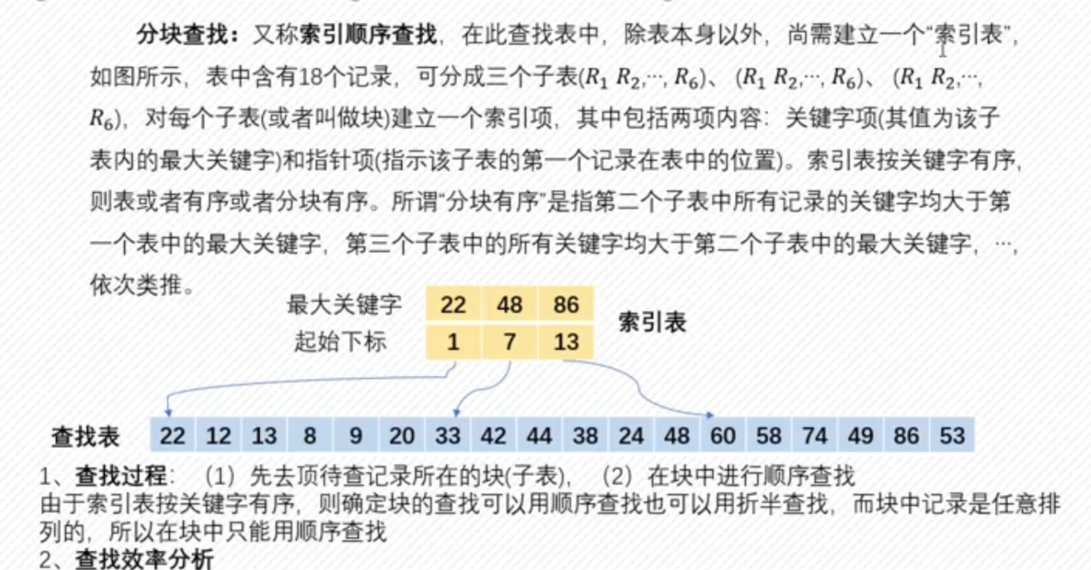 分块查找：又称索引顺序查找，在此查找表中，除表本身以外，尚需建立一个“索引表”，
如图所示，表中含有18个记录，可分成三个子表(R₁ R₂,…, R₆)、 (R₁ R₂,…, R₆)、 (R₁ R₂,…,
R₆)，对每个子表(或者叫做块)建立一个索引项，其中包括两项内容：关键字项(其值为该子
表内的最大关键字)和指针项(指示该子表的第一个记录在表中的位置)。索引表按关键字有序，
则表或者有序或者分块有序。所谓“分块有序”是指第二个子表中所有记录的关键字均大于第
一个表中的最大关键字，第三个子表中的所有关键字均大于第二个子表中的最大关键字，…，
依次类推。
最大关键字 22 48 86
索引表
起始下标 1 7 13
查找表 22 12 13 8 9 20 33 42 44 38 24 48 60 58 74 49 86 53
1、查找过程：（1）先去顶待查记录所在的块(子表)，（2）在块中进行顺序查找
由于索引表按关键字有序，则确定块的查找可以用顺序查找也可以用折半查找，而块中记录是任意排
列的，所以在块中只能用顺序查找
2、查找效率分析